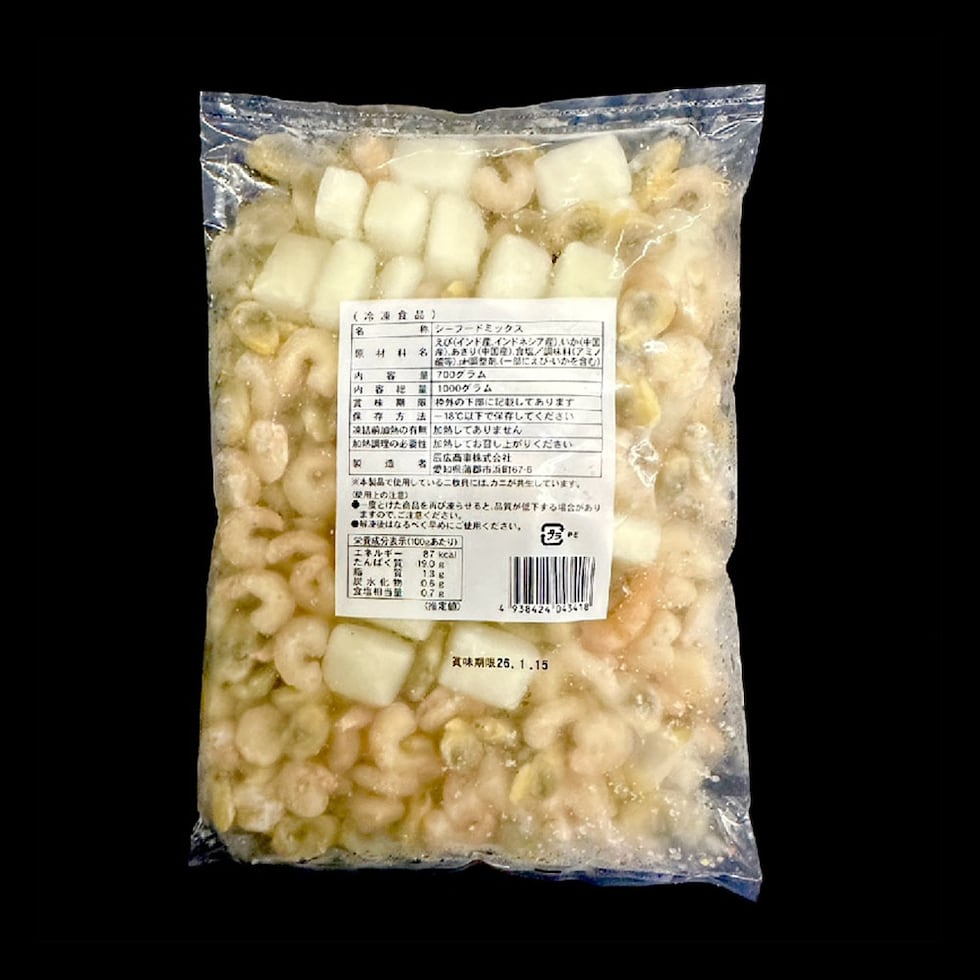 (冷凍食品)
名称 シーフードミックス
原材料名 えび(インド産、インドネシア産)、いか(中国
産)、あさり(中国産)、食塩/調味料(アミノ
酸等)、pH調整剤、(一部にえび・いかを含む)
内容量 700グラム
内容総量 1000グラム
賞味期限 枠外の下部に記載してあります
保存方法 -18℃以下で保存してください
凍結前加熱の有無 加熱してありません
加熱調理の必要性 加熱してお召し上がりください
製造者 辰広商事株式会社
愛知県蒲郡市浜町67-6
※本製品で使用している二枚貝には、カニが共生しています。
(使用上の注意)
●一度とけた商品を再び凍らせると、品質が低下する場合があり
ますので、ご注意ください。
●解凍後はなるべく早めにご使用ください。
栄養成分表示(100gあたり)
エネルギー 87 kcal
たんぱく質 19.0 g
脂質 1.3 g
炭水化物 0.6 g
食塩相当量 0.7 g
(推定値)
プラ PE
4 938424 043418
賞味期限26.1.15